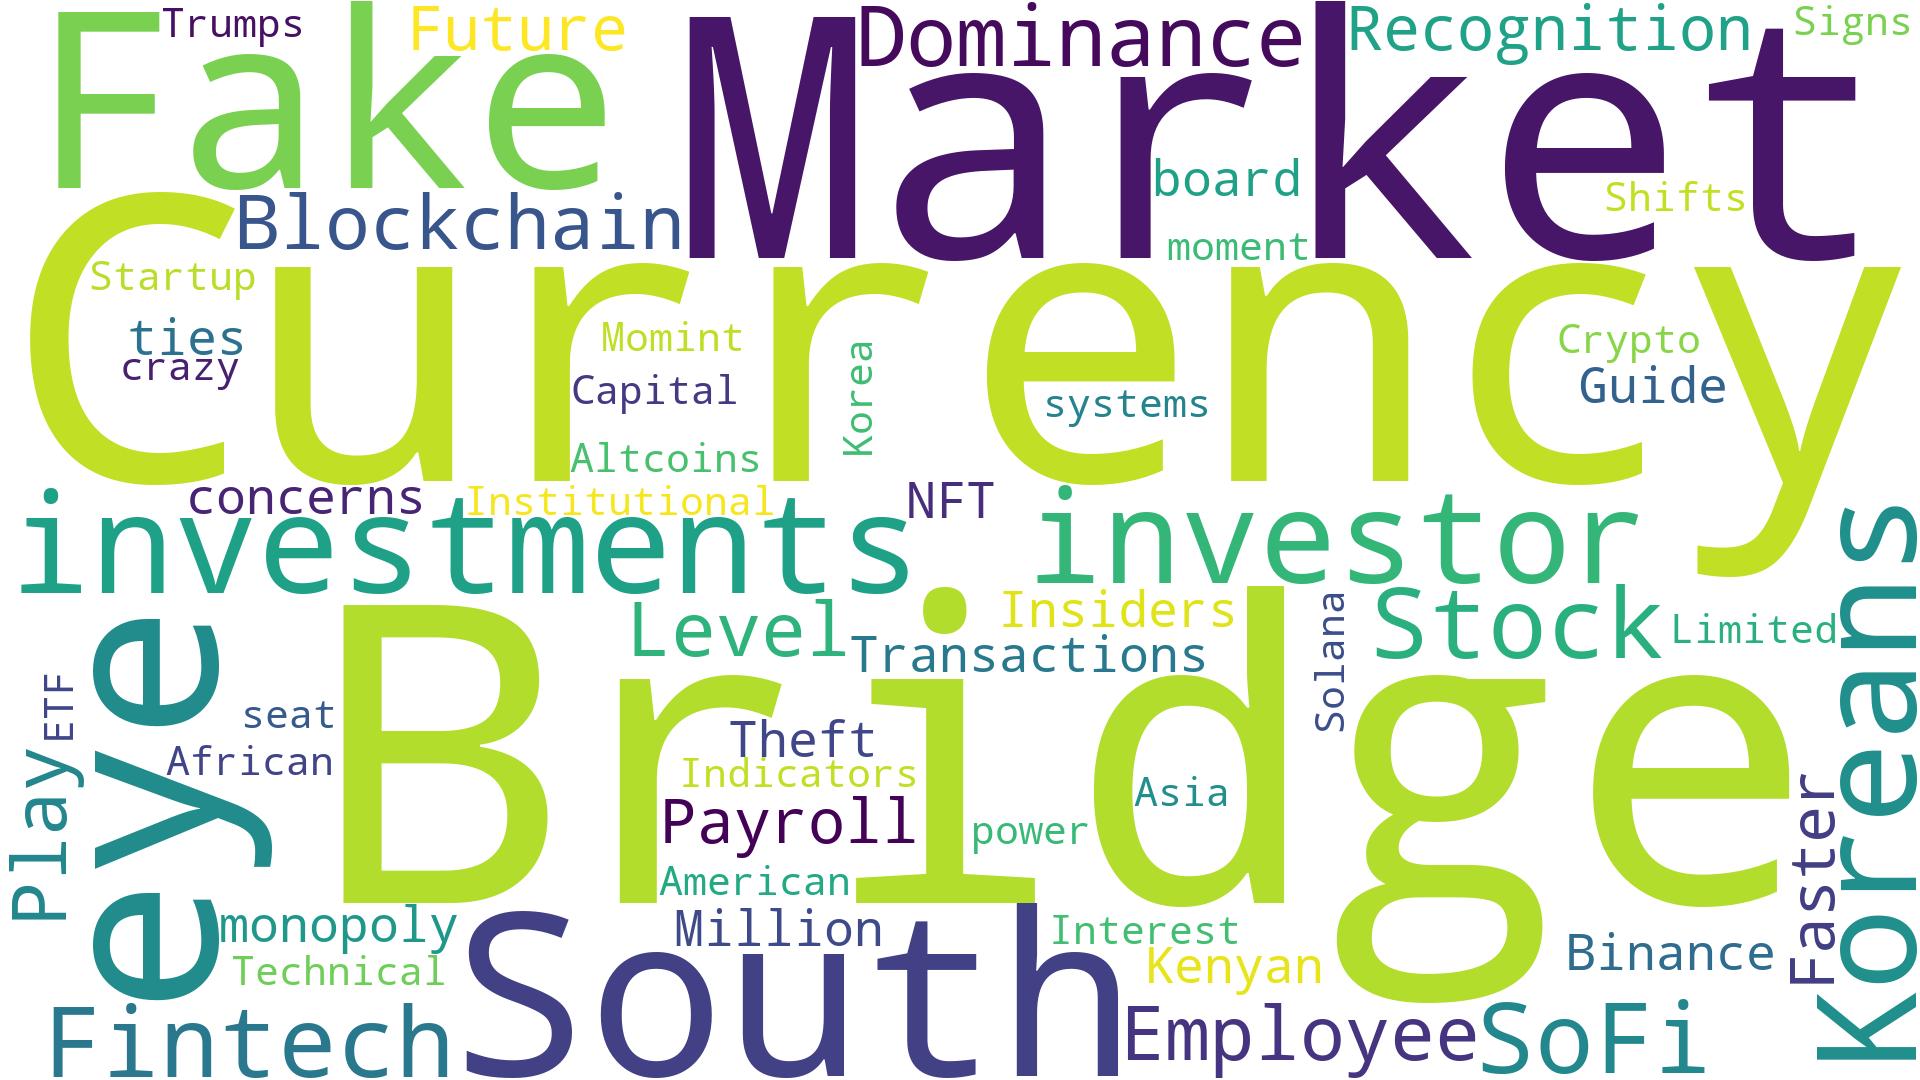 Trumps
Future
Dominance
Recognition
Signs
Fake
Market
board
Shifts
Blockchain
moment
Currency
Startup
ties
crazy
Momint
Capital
Korea
systems
Crypto
Guide
Altcoins
concerns
Institutional
NFT
investments
investor
Koreans
eye
Bridge
Level
Insiders
Transactions
Solana
Stock
Limited
ETF
seat
African
Play
Theft
Indicators
Asia
Payroll
power
Faster
American
monopoly
Million
Interest
Technical
South
Kenyan
Binance
Fintech
Employee
SoFi